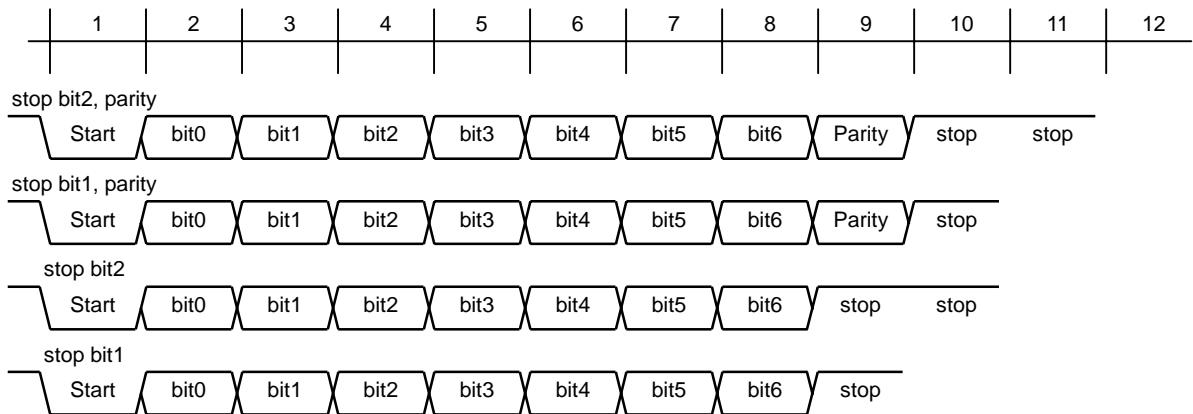 1 2 3 4 5 6 7 8 9 10 11 12
stop bit2, parity
Start bit0 bit1 bit2 bit3 bit4 bit5 bit6 Parity stop stop
stop bit1, parity
Start bit0 bit1 bit2 bit3 bit4 bit5 bit6 Parity stop
stop bit2
Start bit0 bit1 bit2 bit3 bit4 bit5 bit6 stop stop
stop bit1
Start bit0 bit1 bit2 bit3 bit4 bit5 bit6 stop